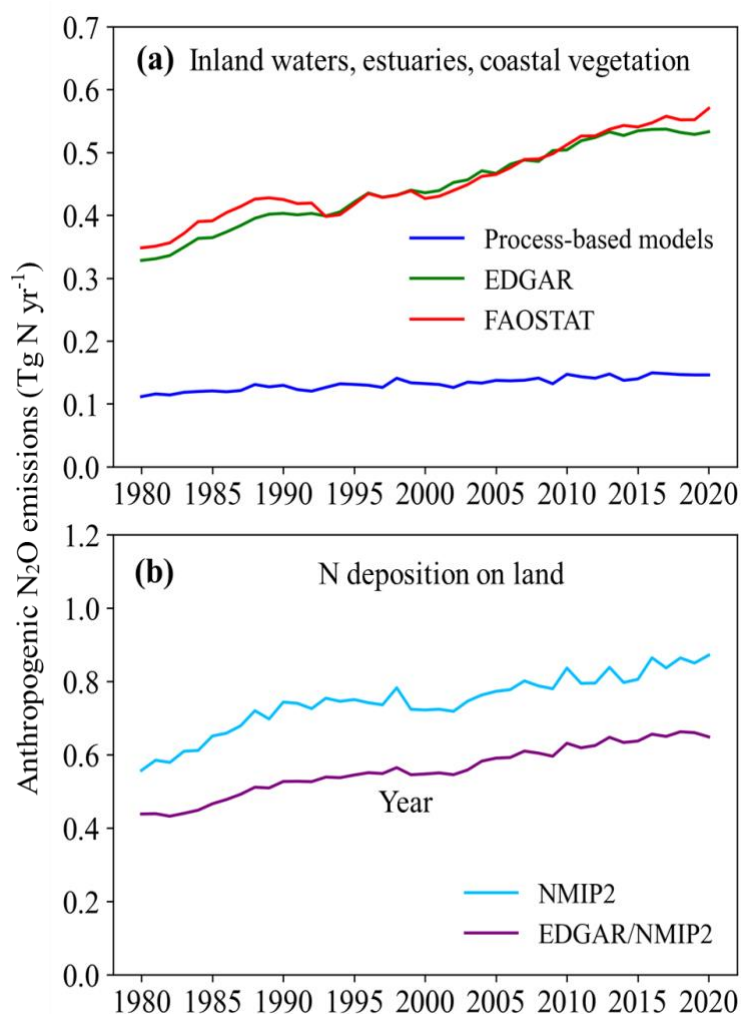 Anthropogenic N₂O emissions (Tg N yr⁻¹)
(a) Inland waters, estuaries, coastal vegetation
0.7
0.6
0.5
0.4
0.3
0.2
0.1
0.0
Process-based models
EDGAR
FAOSTAT
1980 1985 1990 1995 2000 2005 2010 2015 2020
(b) N deposition on land
1.2
1.0
0.8
0.6
0.4
0.2
0.0
Year
NMIP2
EDGAR/NMIP2
1980 1985 1990 1995 2000 2005 2010 2015 2020